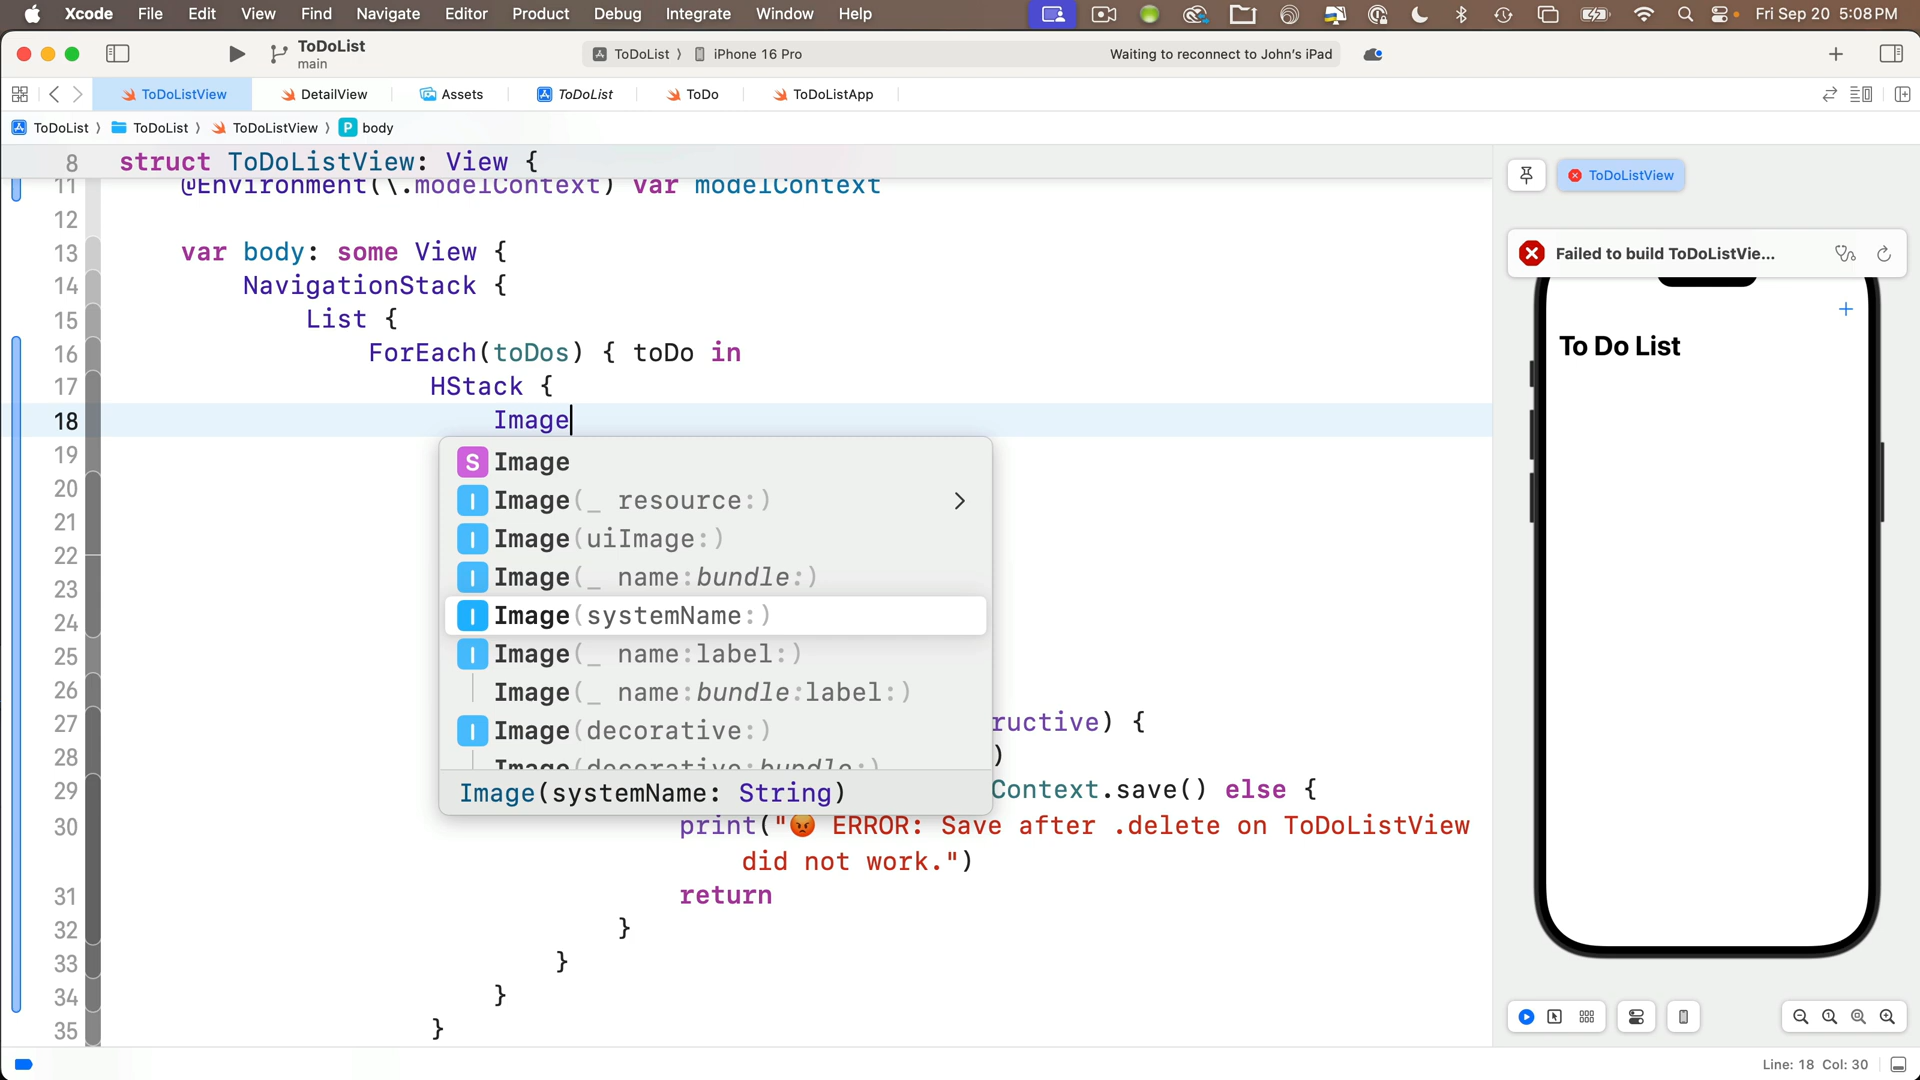 Xcode File Edit View Find Navigate Editor Product Debug Integrate Window Help Fri Sep 20 5:08 PM
ToDoList
main
ToDoList 〉 iPhone 16 Pro Waiting to reconnect to John's iPad
ToDoListView DetailView Assets ToDoList ToDo ToDoListApp
ToDoList 〉 ToDoList 〉 ToDoListView 〉 P body
8 struct ToDoListView: View {
11 @Environment(\.modelContext) var modelContext
12
13 var body: some View {
14 NavigationStack {
15 List {
16 ForEach(toDos) { toDo in
17 HStack {
18 Image
19
20
21
22
23
24
25
26
27 ructive) {
28 )
29 Context.save() else {
30 print("😡 ERROR: Save after .delete on ToDoListView
did not work.")
31 return
32 }
33 }
34 }
35 }
S Image
I Image(_ resource:)
I Image(uiImage:)
I Image(_ name:bundle:)
I Image(systemName:)
I Image(_ name:label:)
Image(_ name:bundle:label:)
I Image(decorative:)
Image(decorative:bundle:)
Image(systemName: String)
ToDoListView
Failed to build ToDoListVie...
To Do List
Line: 18 Col: 30